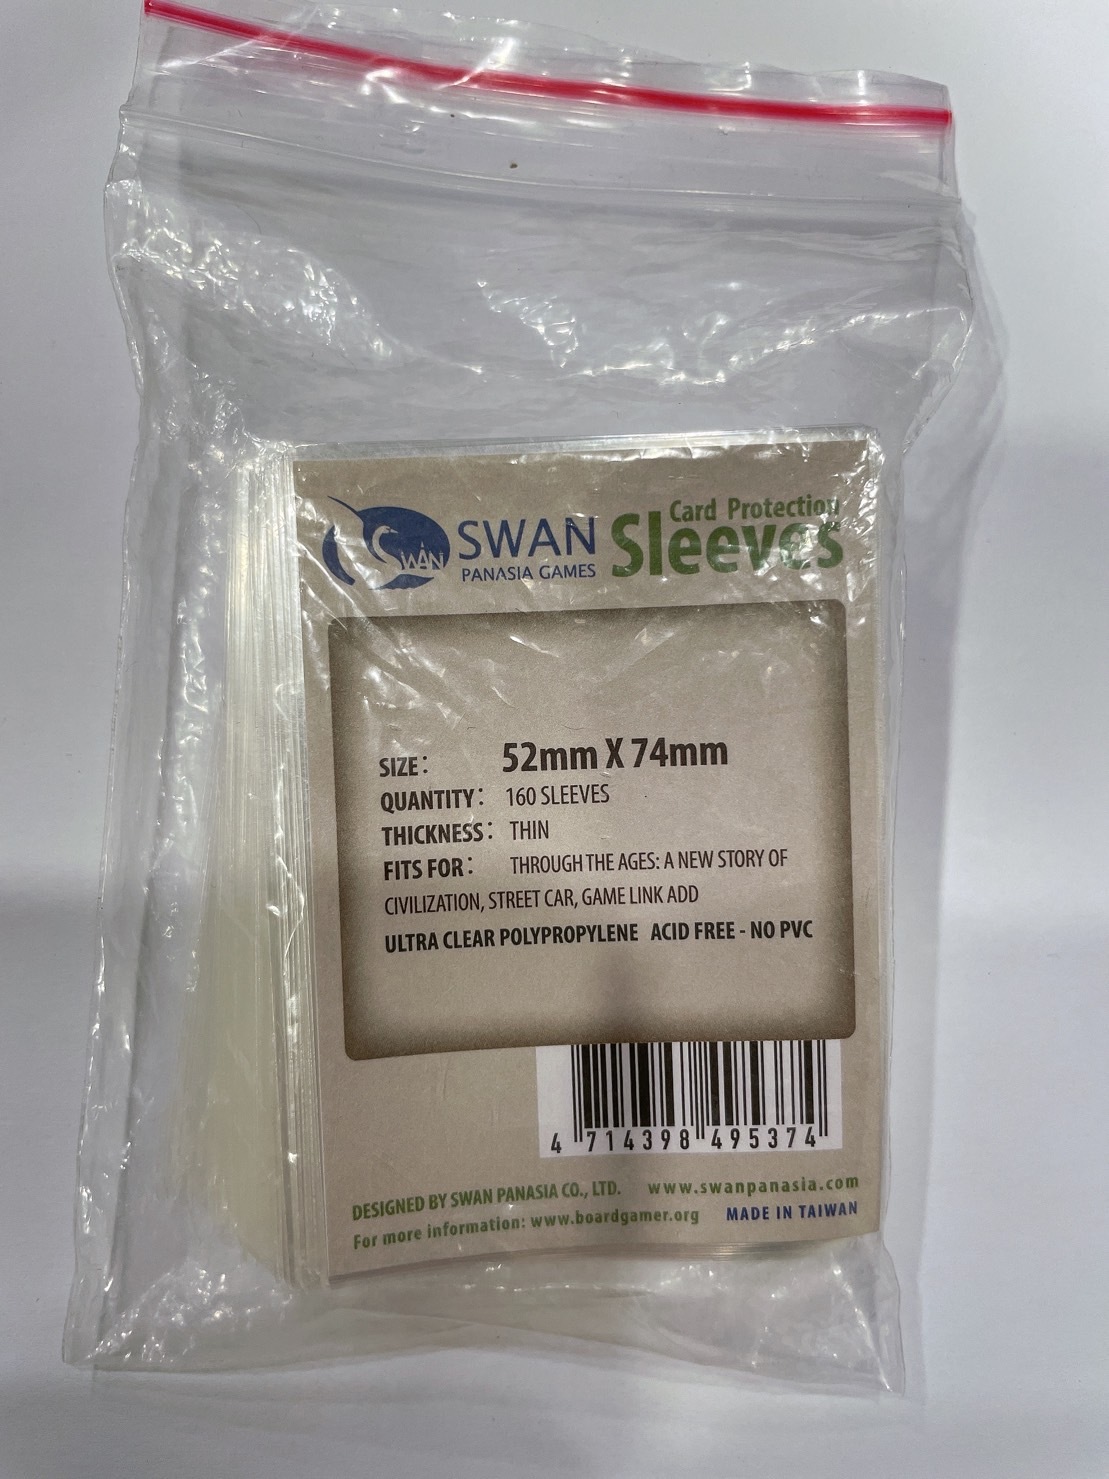 SWAN
SWAN
PANASIA GAMES
Card Protection
Sleeves
SIZE: 52mm X 74mm
QUANTITY: 160 SLEEVES
THICKNESS: THIN
FITS FOR: THROUGH THE AGES: A NEW STORY OF
CIVILIZATION, STREET CAR, GAME LINK ADD
ULTRA CLEAR POLYPROPYLENE ACID FREE - NO PVC
4 714398 495374
DESIGNED BY SWAN PANASIA CO., LTD. www.swanpanasia.com
For more information: www.boardgamer.org MADE IN TAIWAN